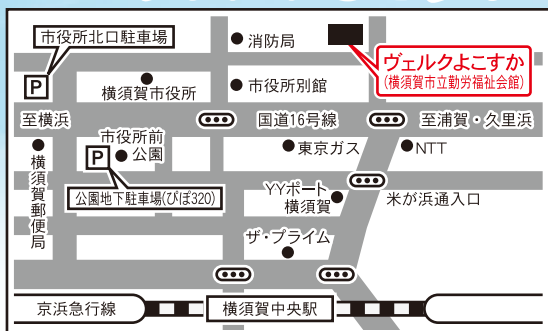 市役所北口駐車場
消防局
ヴェルクよこすか
(横須賀市立勤労福祉会館)
P
横須賀市役所
市役所別館
至横浜
国道16号線
至浦賀・久里浜
市役所前
公園
P
東京ガス
NTT
横須賀郵便局
公園地下駐車場(ぴぽ320)
YYポート
横須賀
米が浜通入口
ザ・プライム
京浜急行線
横須賀中央駅